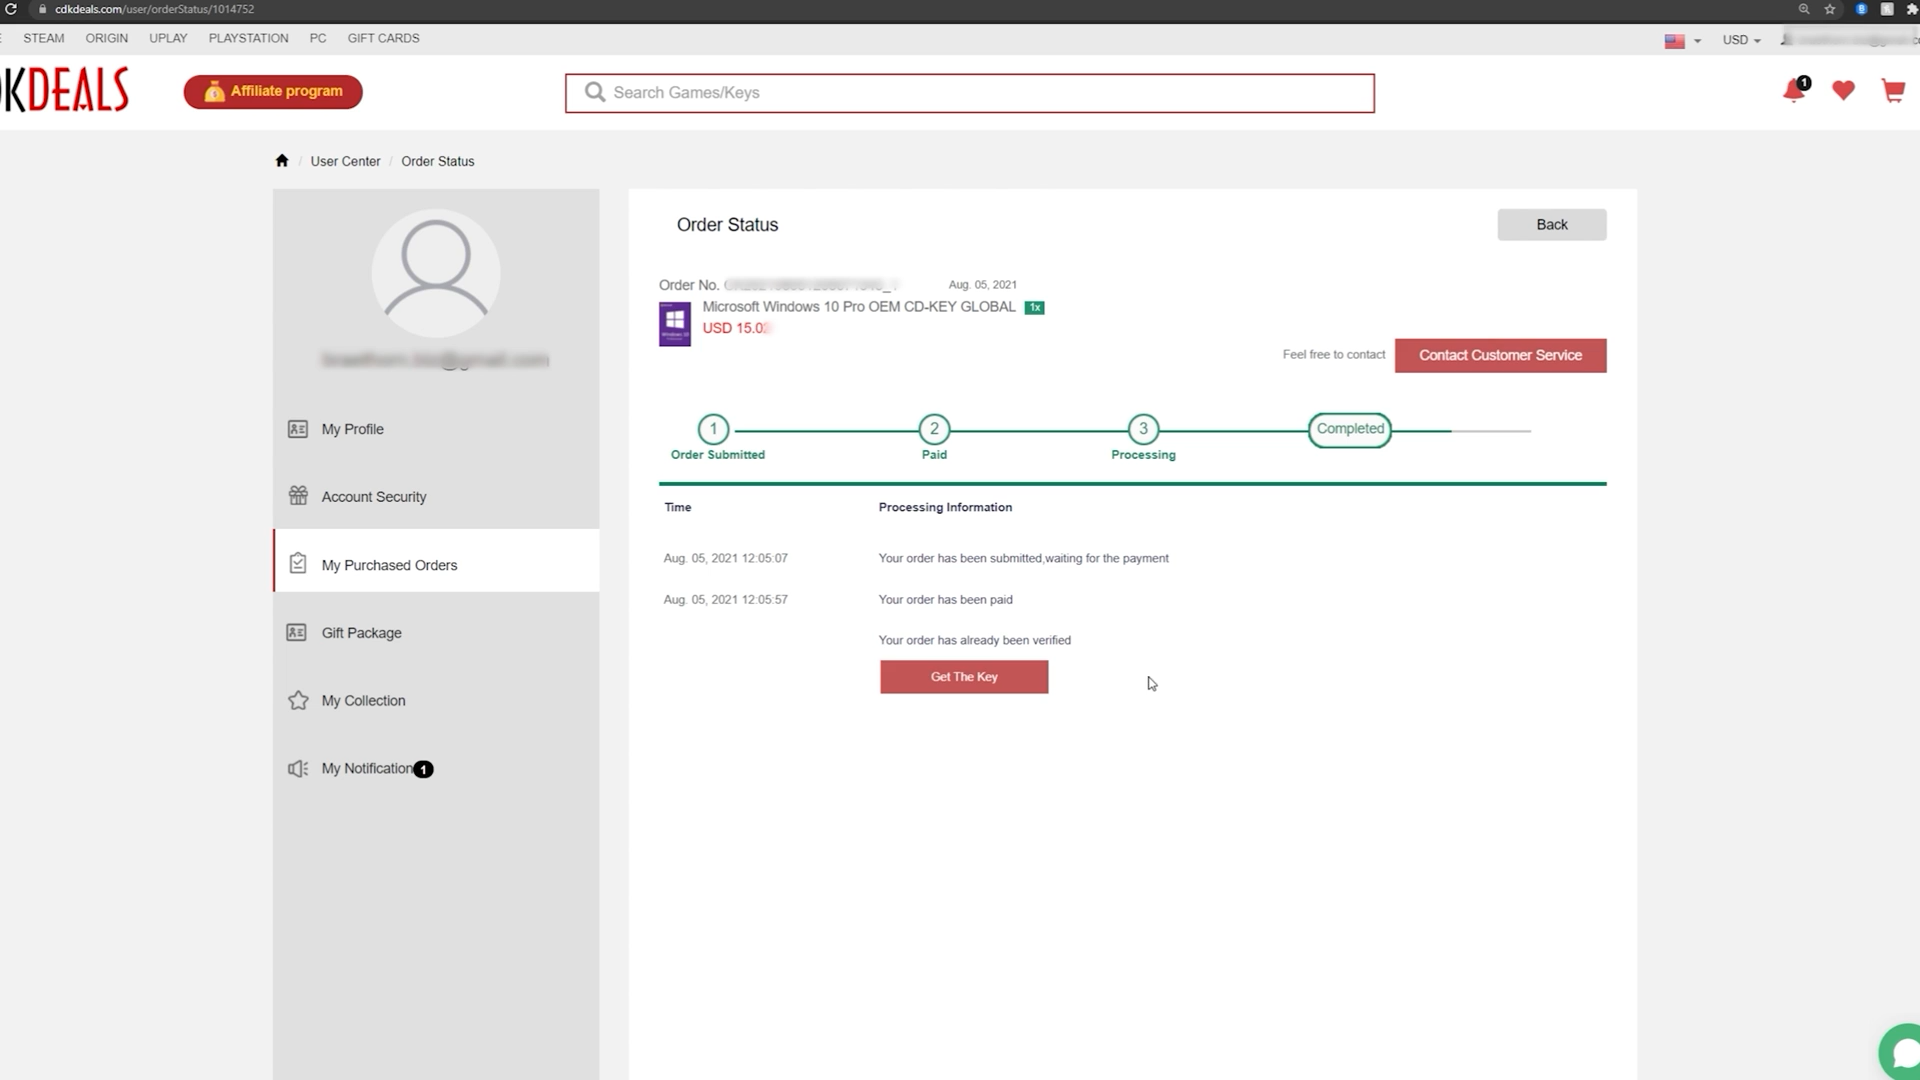 cdkdeals.com/user/orderStatus/1014752
STEAM ORIGIN UPLAY PLAYSTATION PC GIFT CARDS USD
KDEALS
Affiliate program
Search Games/Keys
1
User Center / Order Status
Order Status
Back
Order No. Aug. 05, 2021
Microsoft Windows 10 Pro OEM CD-KEY GLOBAL 1x
USD 15.0
Feel free to contact Contact Customer Service
My Profile
Account Security
My Purchased Orders
Gift Package
My Collection
My Notification 1
1 2 3 Completed
Order Submitted Paid Processing
Time Processing Information
Aug. 05, 2021 12:05:07 Your order has been submitted,waiting for the payment
Aug. 05, 2021 12:05:57 Your order has been paid
Your order has already been verified
Get The Key